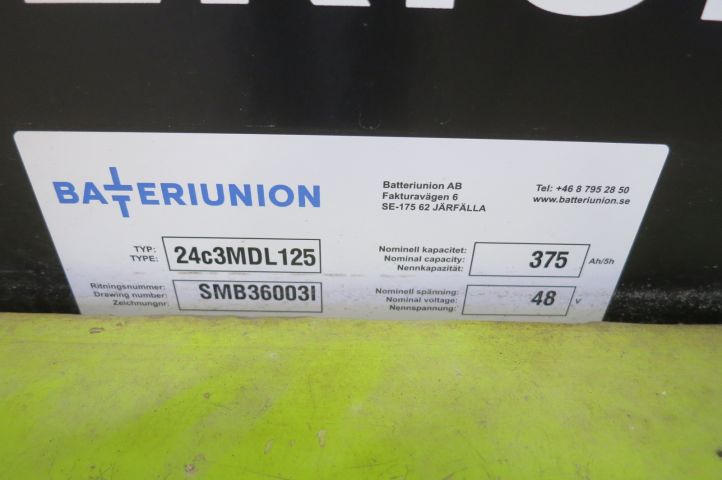 BATTERIUNION
Batteriunion AB
Fakturavägen 6
SE-175 62 JÄRFÄLLA
Tel: +46 8 795 28 50
www.batteriunion.se
TYP:
TYPE:
24c3MDL125
Nominell kapacitet:
Nominal capacity:
Nennkapazität:
375
Ah/5h
Ritningsnummer:
Drawing number:
Zeichnungnr:
SMB36003I
Nominell spänning:
Nominal voltage:
Nennspannung:
48
V